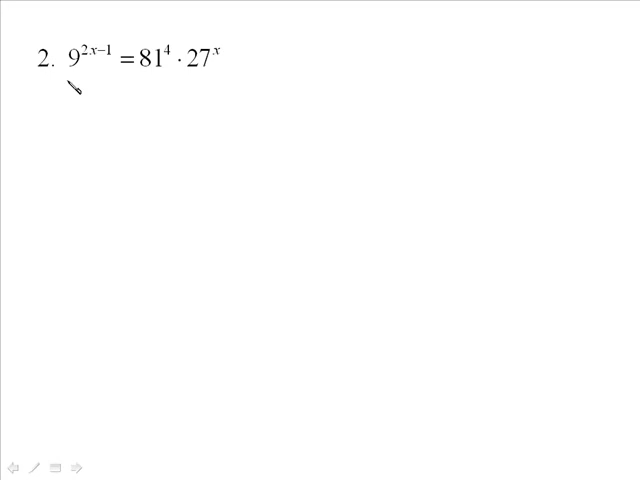 2. 9^{2x−1} = 81^4 · 27^x